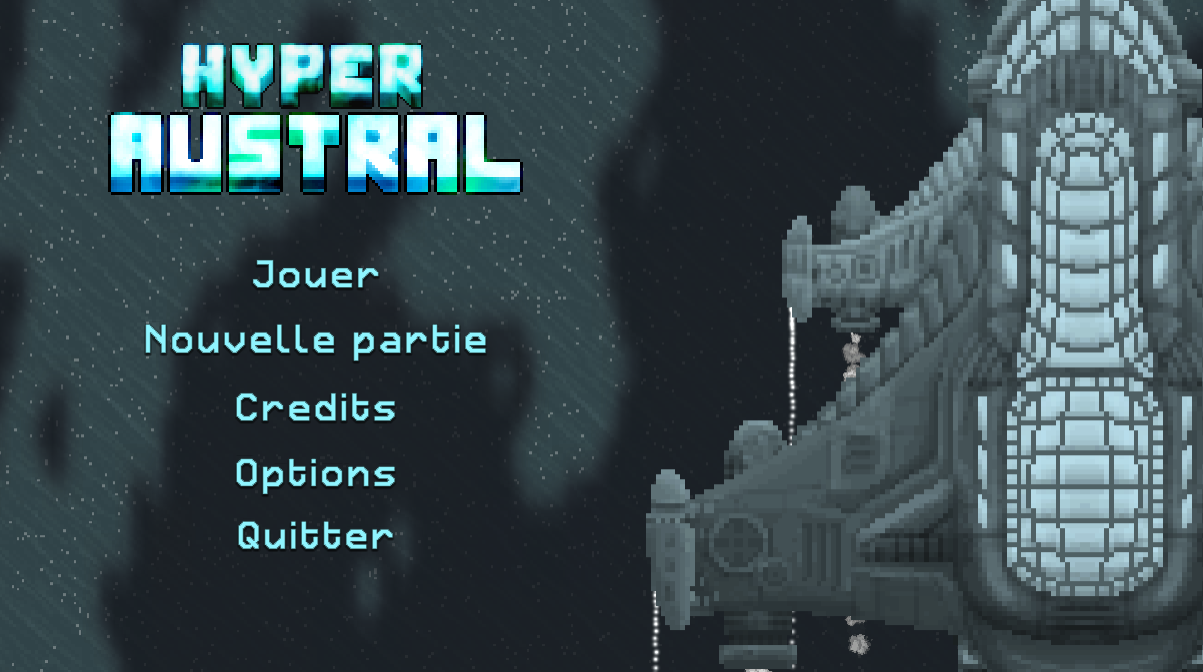 HYPER
AUSTRAL
Jouer
Nouvelle partie
Credits
Options
Quitter